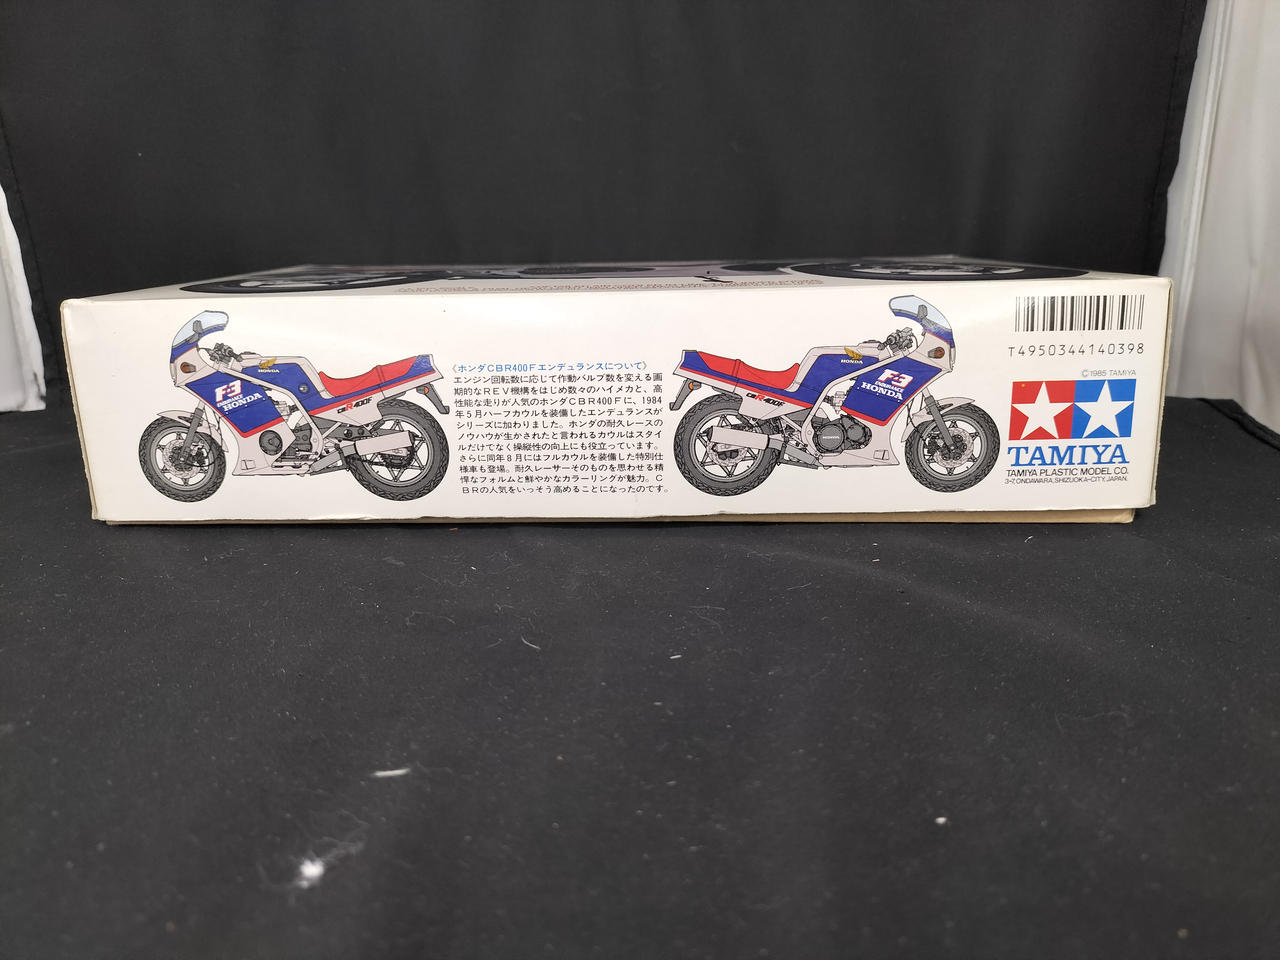 F-3
ENDURANCE
HONDA
HONDA
CBR400F
〈ホンダCBR400Fエンデュランスについて〉
エンジン回転数に応じて作動バルブ数を変える画
期的なREV機構をはじめ数々のハイメカと、高
性能な走りが人気のホンダCBR400Fに、1984
年5月ハーフカウルを装備したエンデュランスが
シリーズに加わりました。ホンダの耐久レースの
ノウハウが生かされたと言われるカウルはスタイ
ルだけでなく操縦性の向上にも役立っています。
さらに同年8月にはフルカウルを装備した特別仕
様車も登場。耐久レーサーそのものを思わせる精
悍なフォルムと鮮やかなカラーリングが魅力。C
BRの人気をいっそう高めることになったのです。
HONDA
F-3
ENDURANCE
HONDA
CBR400F
T4950344140398
©1985 TAMIYA
TAMIYA
TAMIYA PLASTIC MODEL CO.
3-7, ONDAWARA, SHIZUOKA-CITY, JAPAN.